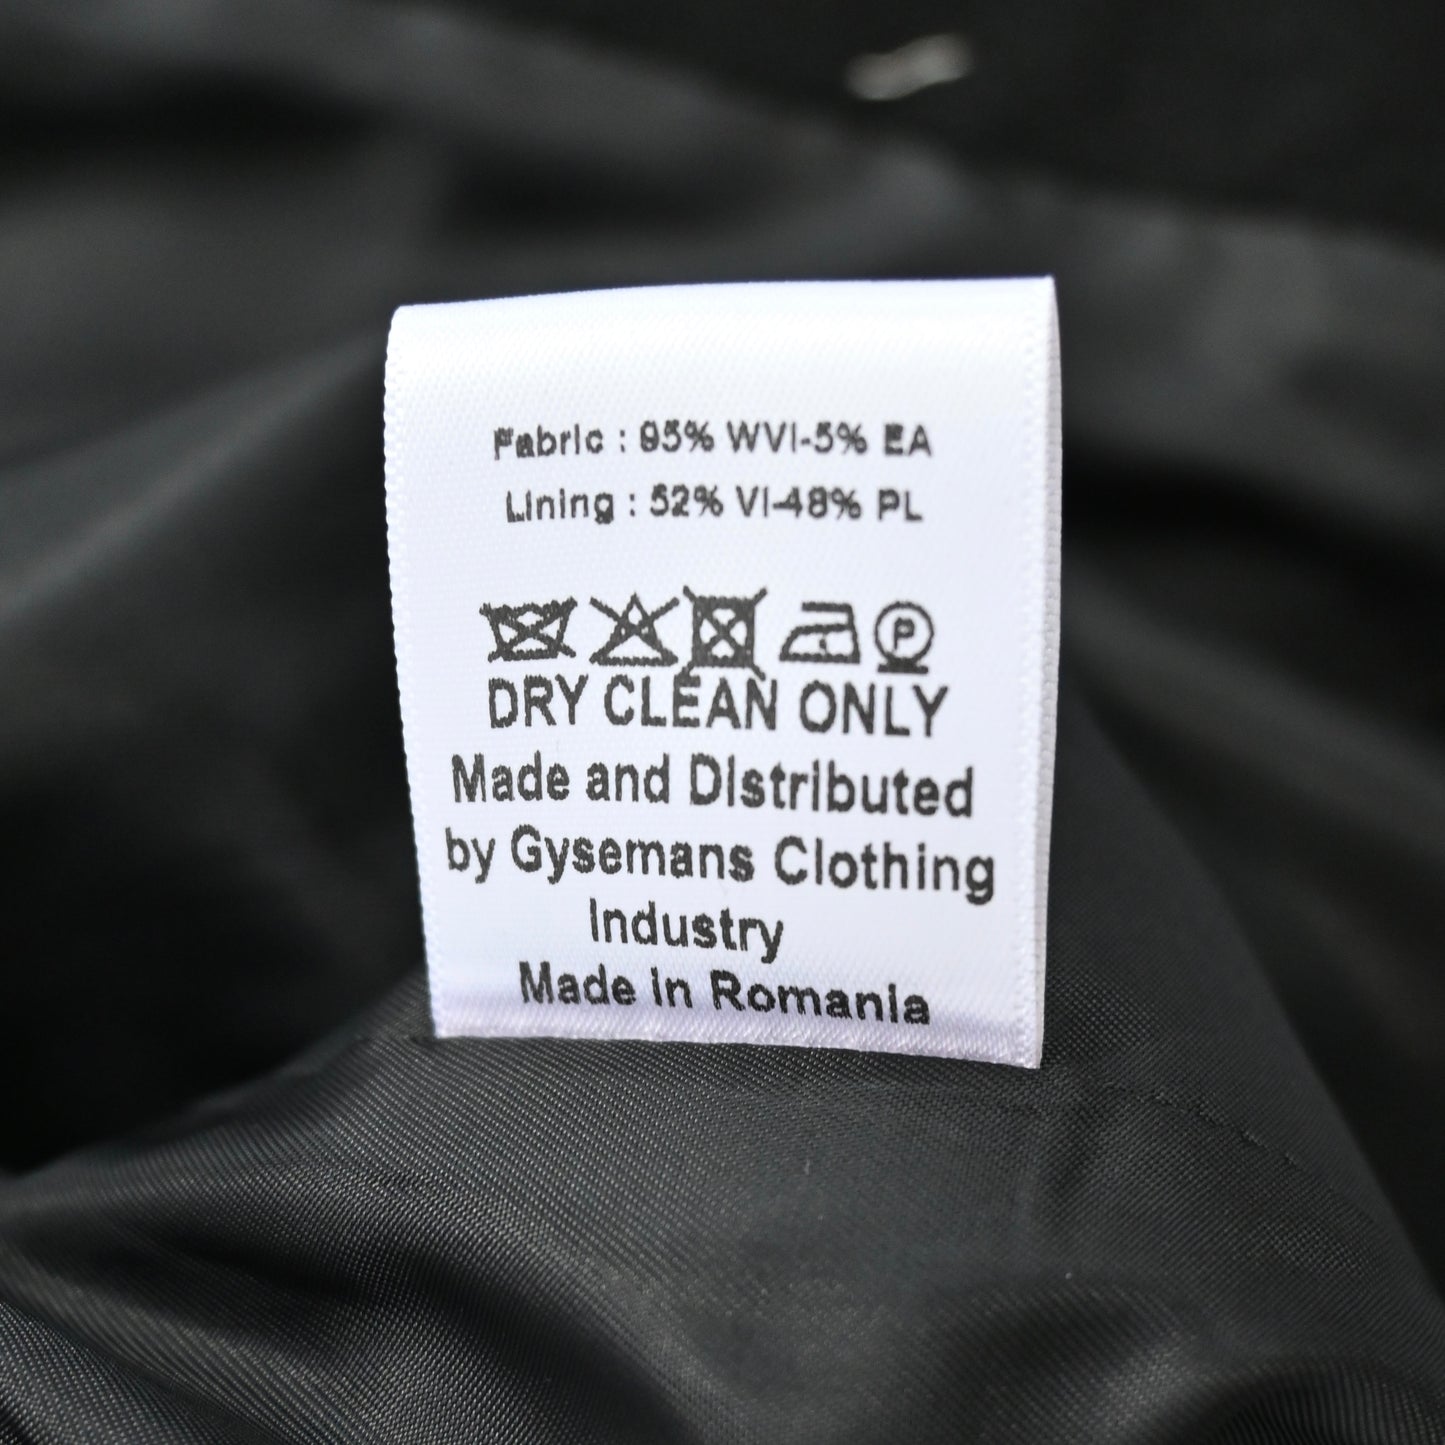 Fabric : 95% WVI-5% EA
Lining : 52% VI-48% PL
P
DRY CLEAN ONLY
Made and Distributed
by Gysemans Clothing
Industry
Made in Romania